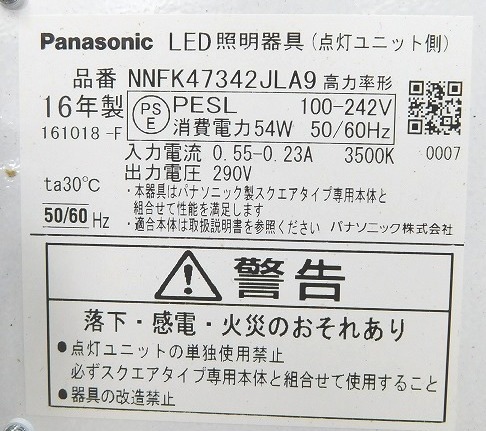 Panasonic LED照明器具(点灯ユニット側)
品番 NNFK47342JLA9 高力率形
16年製 PS E PESL 100-242V
161018-F 消費電力54W 50/60Hz
入力電流 0.55-0.23A 3500K 0007
ta30℃ 出力電圧 290V
・本器具はパナソニック製スクエアタイプ専用本体と
50/60 Hz 組合せて性能を満足します
・適合本体は取扱説明書を参照ください パナソニック株式会社
警告
落下・感電・火災のおそれあり
●点灯ユニットの単独使用禁止
必ずスクエアタイプ専用本体と組合せて使用すること
●器具の改造禁止